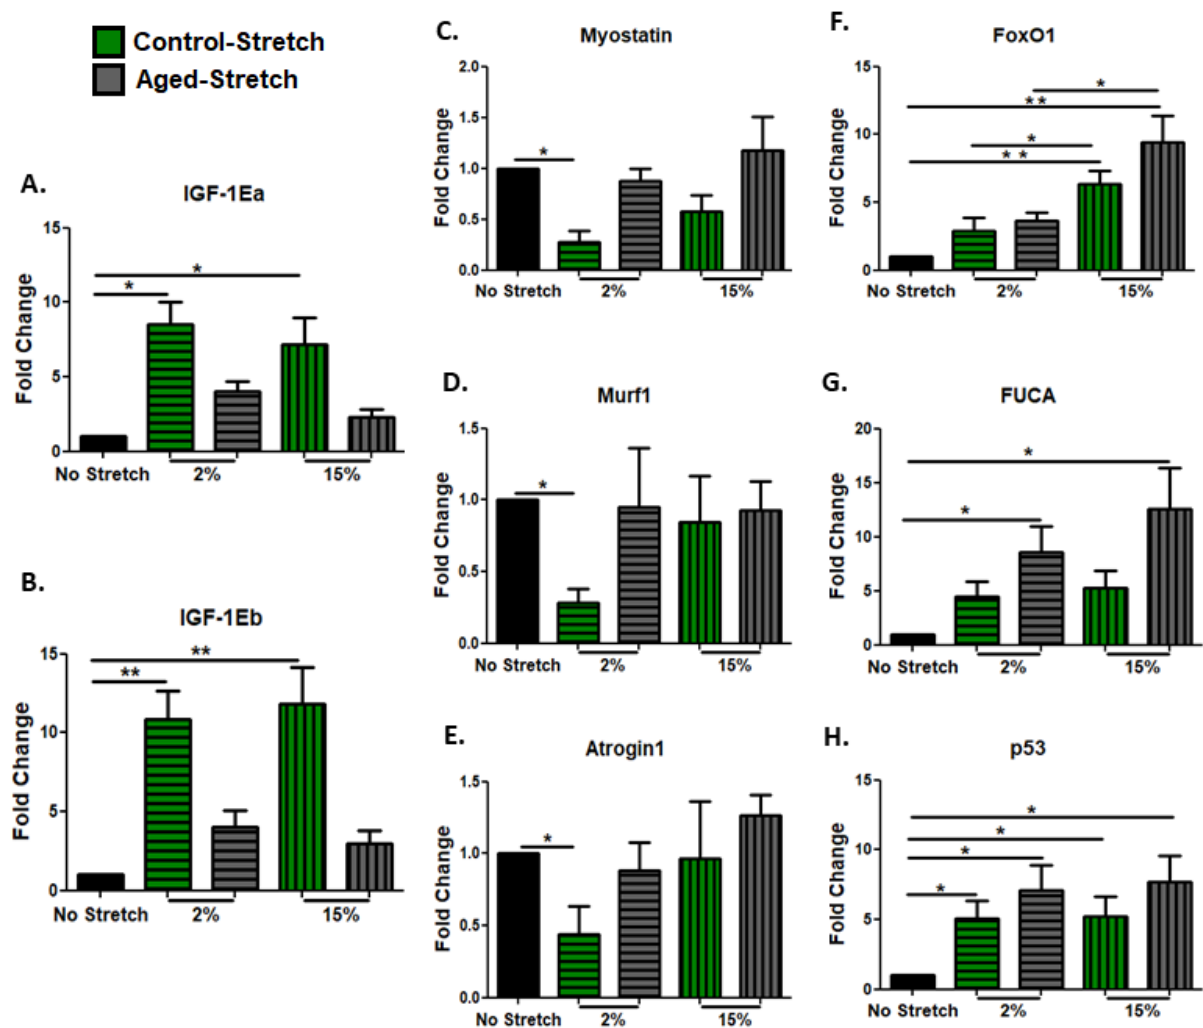 Control-Stretch
Aged-Stretch
A.
IGF-1Ea
Fold Change
15
10
5
0
*
*
No Stretch 2% 15%
B.
IGF-1Eb
Fold Change
15
10
5
0
**
**
No Stretch 2% 15%
C.
Myostatin
Fold Change
2.0
1.5
1.0
0.5
0.0
*
No Stretch 2% 15%
D.
Murf1
Fold Change
1.5
1.0
0.5
0.0
*
No Stretch 2% 15%
E.
Atrogin1
Fold Change
1.5
1.0
0.5
0.0
*
No Stretch 2% 15%
F.
FoxO1
Fold Change
15
10
5
0
*
**
*
**
No Stretch 2% 15%
G.
FUCA
Fold Change
20
15
10
5
0
*
*
No Stretch 2% 15%
H.
p53
Fold Change
15
10
5
0
*
*
*
*
No Stretch 2% 15%